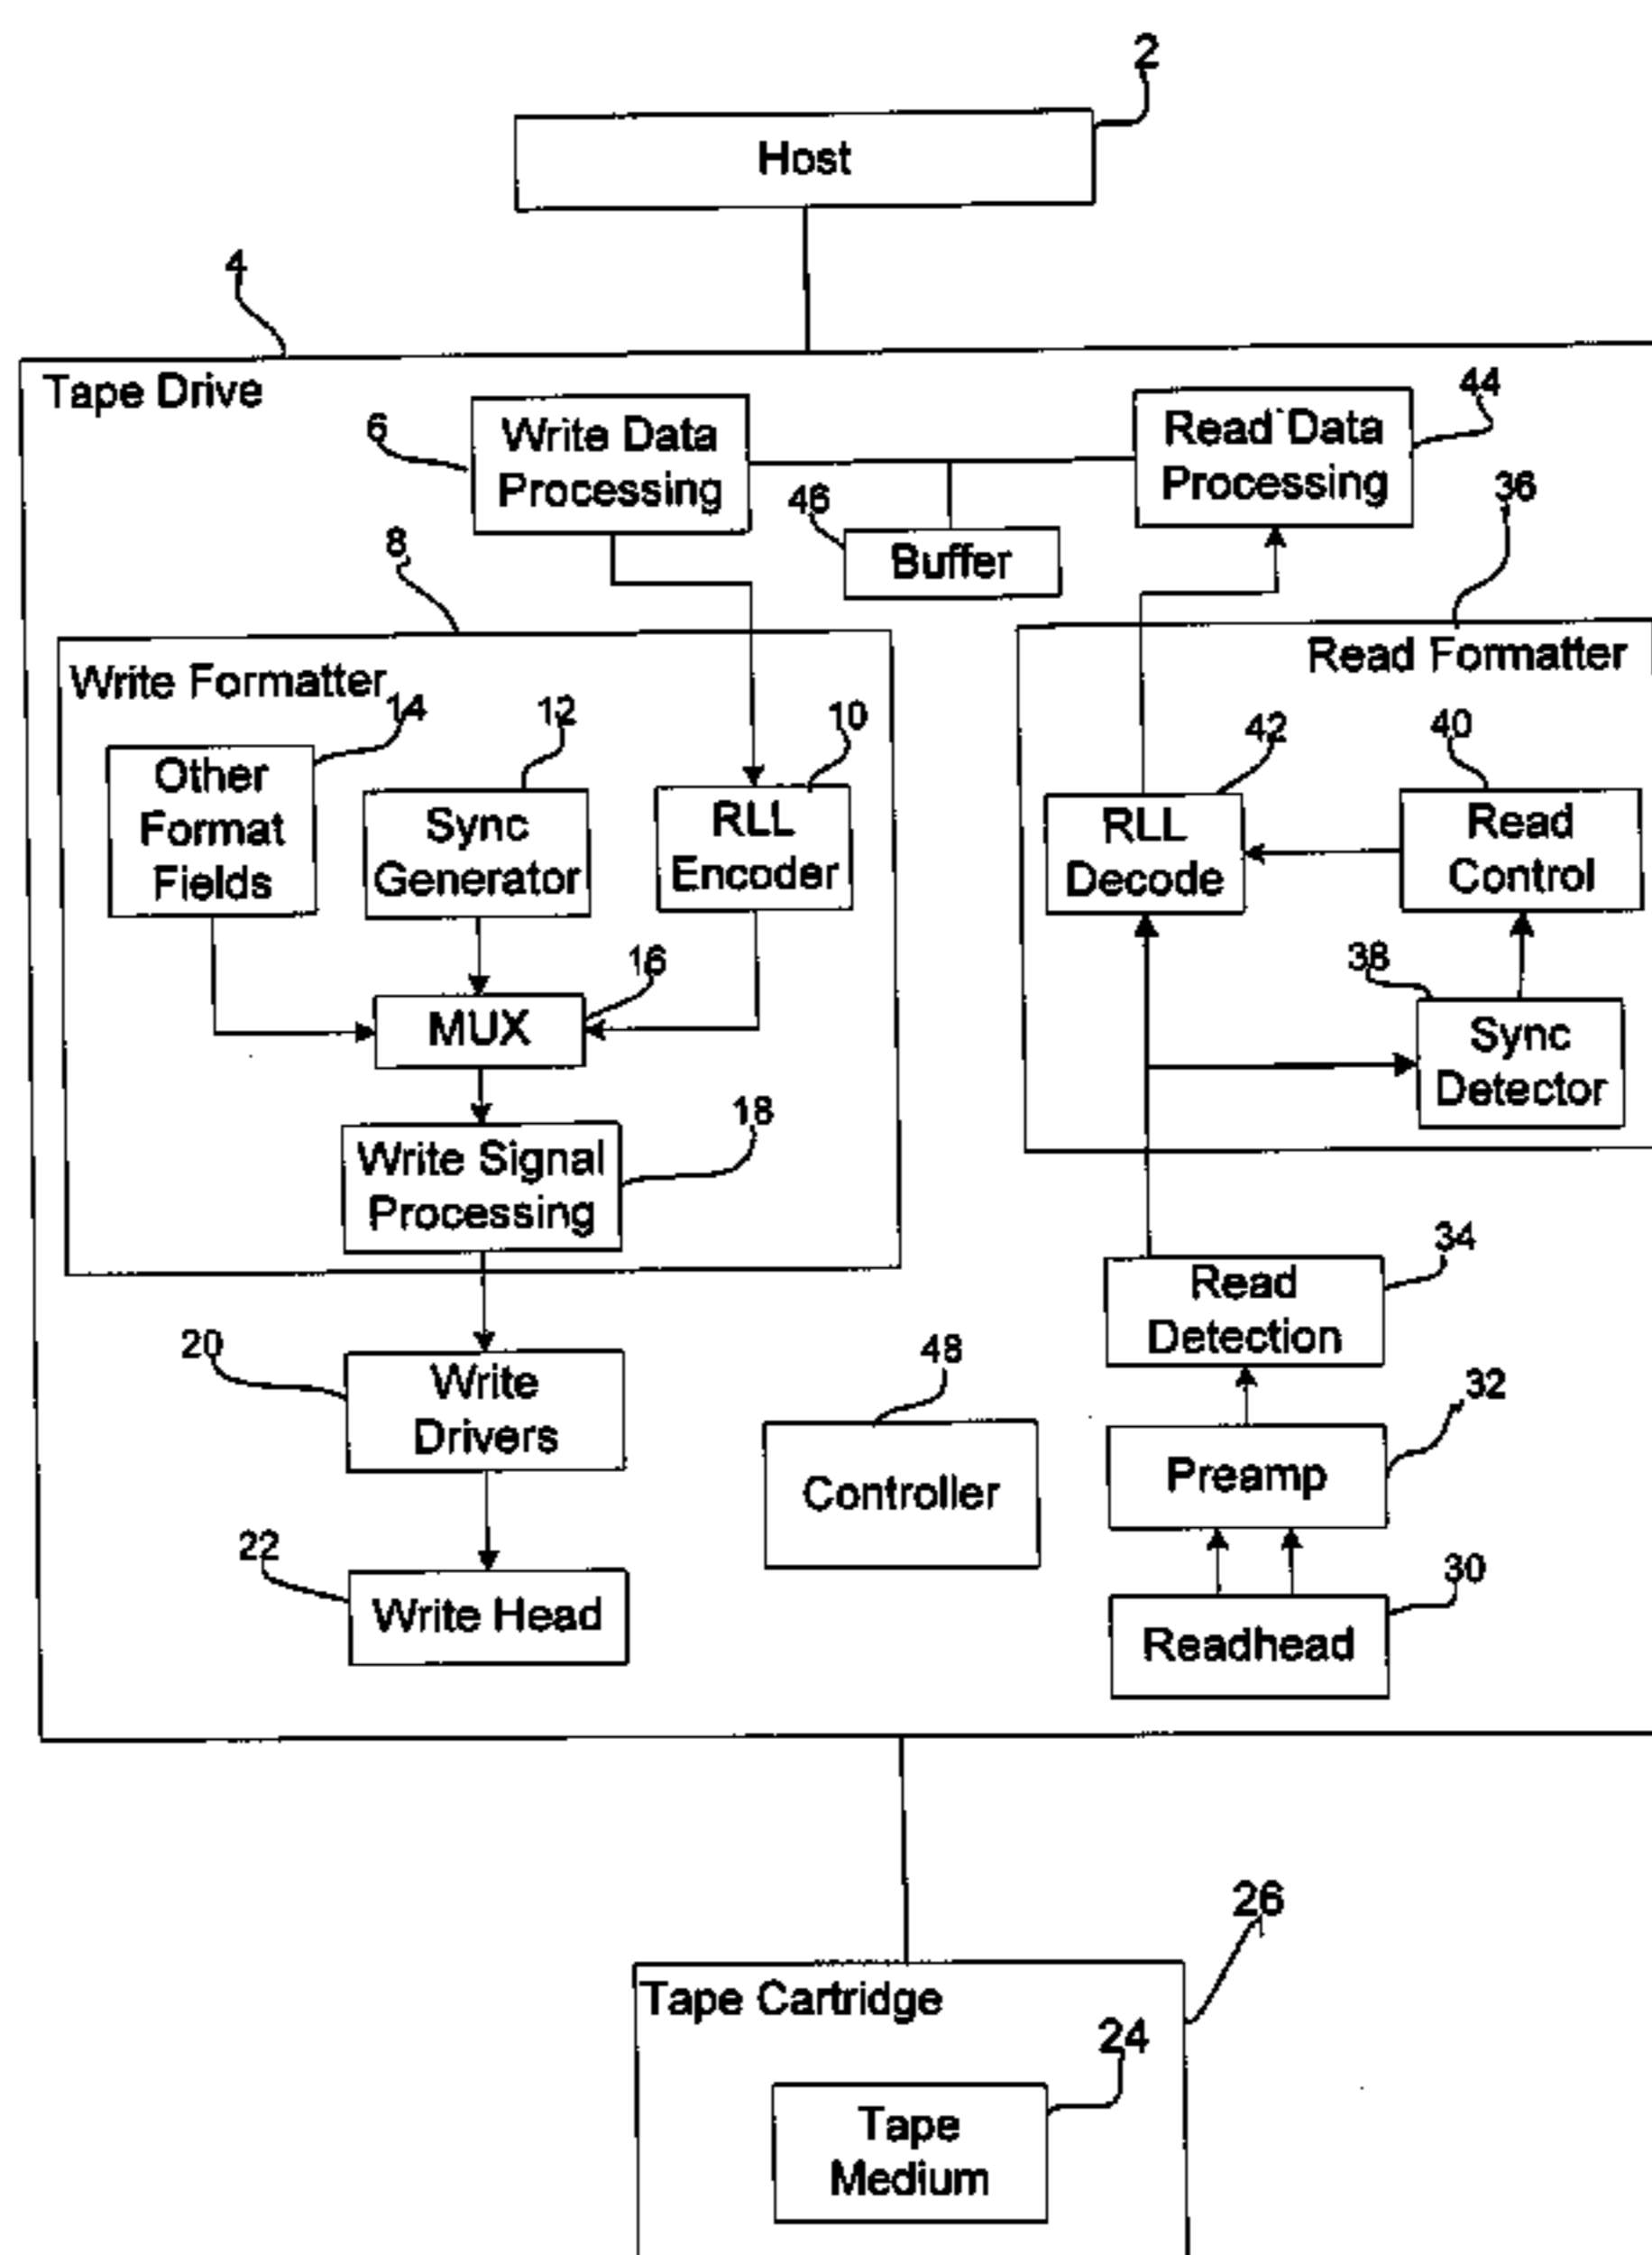 2
Host
4
Tape Drive
6
Write Data
Processing
44
Read Data
Processing
46
Buffer
36
8
Write Formatter
Read Formatter
14
Other
Format
Fields
12
Sync
Generator
10
RLL
Encoder
42
RLL
Decode
40
Read
Control
16
MUX
38
Sync
Detector
18
Write Signal
Processing
34
Read
Detection
20
Write
Drivers
48
Controller
32
Preamp
22
Write Head
30
Readhead
26
Tape Cartridge
24
Tape
Medium